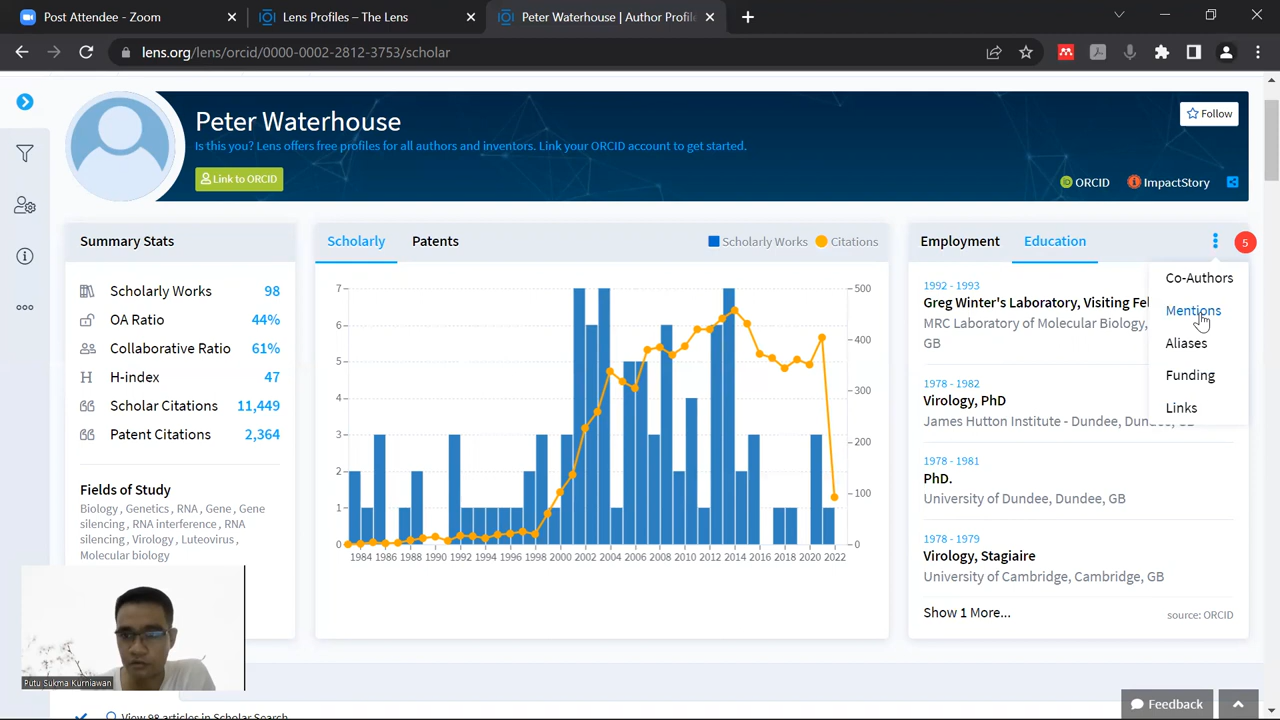 Post Attendee - Zoom
Lens Profiles – The Lens
Peter Waterhouse | Author Profile
lens.org/lens/orcid/0000-0002-2812-3753/scholar
Peter Waterhouse
Follow
Is this you? Lens offers free profiles for all authors and inventors. Link your ORCID account to get started.
Link to ORCID
ORCID
ImpactStory
Summary Stats
Scholarly Works 98
OA Ratio 44%
Collaborative Ratio 61%
H-index 47
Scholar Citations 11,449
Patent Citations 2,364
Fields of Study
Biology, Genetics, RNA, Gene, Gene
silencing, RNA interference, RNA
silencing, Virology, Luteovirus,
Molecular biology
Scholarly Patents
Scholarly Works Citations
7 500
6
5 400
4 300
3 200
2
1 100
0 0
1984 1986 1988 1990 1992 1994 1996 1998 2000 2002 2004 2006 2008 2010 2012 2014 2016 2018 2020 2022
Employment Education
5
Co-Authors
Mentions
Aliases
Funding
Links
1992 - 1993
Greg Winter's Laboratory, Visiting Fel
MRC Laboratory of Molecular Biology,
GB
1978 - 1982
Virology, PhD
James Hutton Institute - Dundee, Dundee, GB
1978 - 1981
PhD.
University of Dundee, Dundee, GB
1978 - 1979
Virology, Stagiaire
University of Cambridge, Cambridge, GB
Show 1 More...
source: ORCID
Putu Sukma Kurniawan
View 98 articles in Scholar Search
Feedback